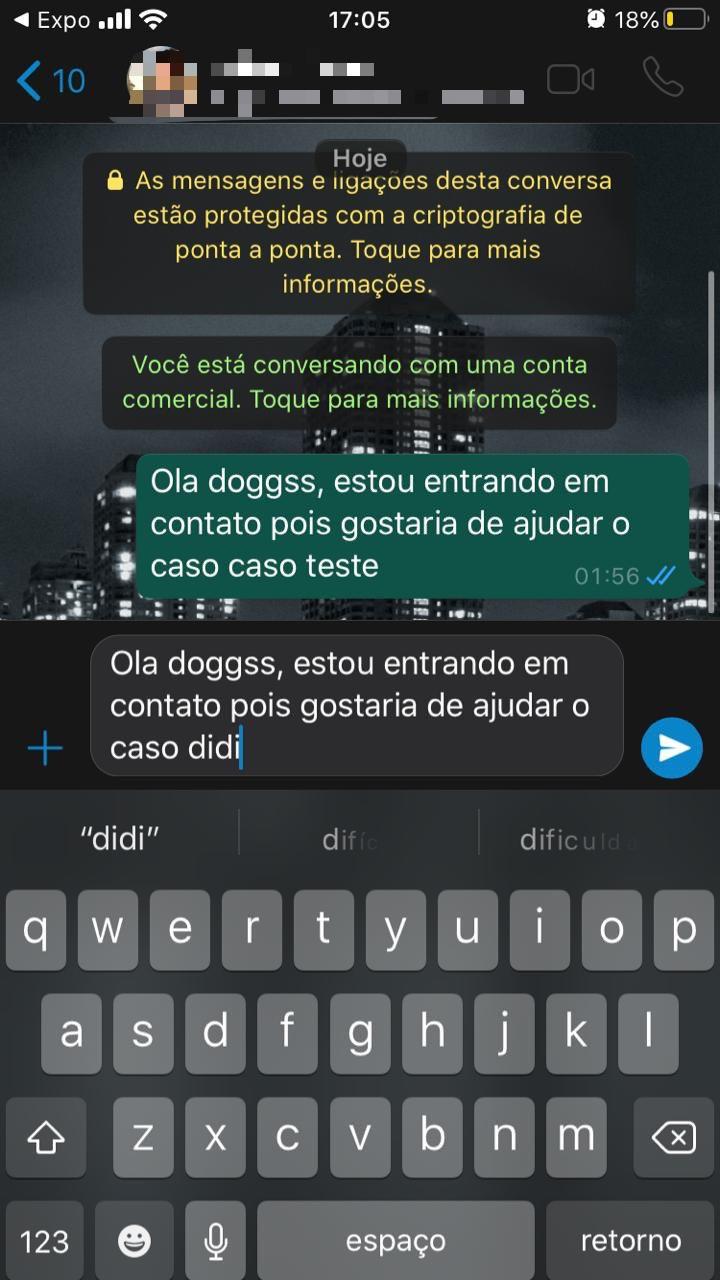 Expo 17:05 18%
10
Hoje
As mensagens e ligações desta conversa
estão protegidas com a criptografia de
ponta a ponta. Toque para mais
informações.
Você está conversando com uma conta
comercial. Toque para mais informações.
Ola doggss, estou entrando em
contato pois gostaria de ajudar o
caso caso teste
01:56
Ola doggss, estou entrando em
contato pois gostaria de ajudar o
caso didi
“didi” difíc dificulda
q w e r t y u i o p
a s d f g h j k l
z x c v b n m
123 espaço retorno